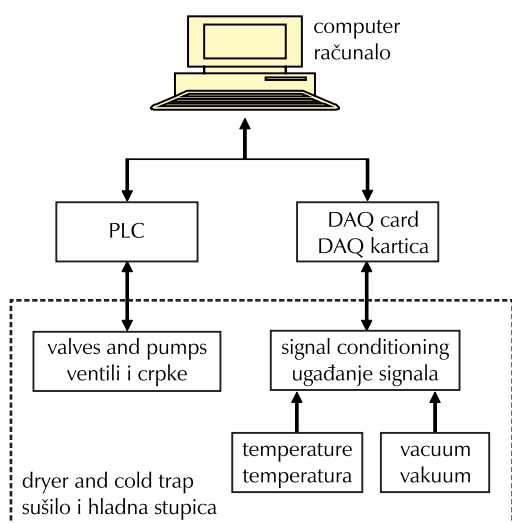 computer
računalo
PLC
DAQ card
DAQ kartica
valves and pumps
ventili i crpke
signal conditioning
ugađanje signala
temperature
temperatura
vacuum
vakuum
dryer and cold trap
sušilo i hladna stupica